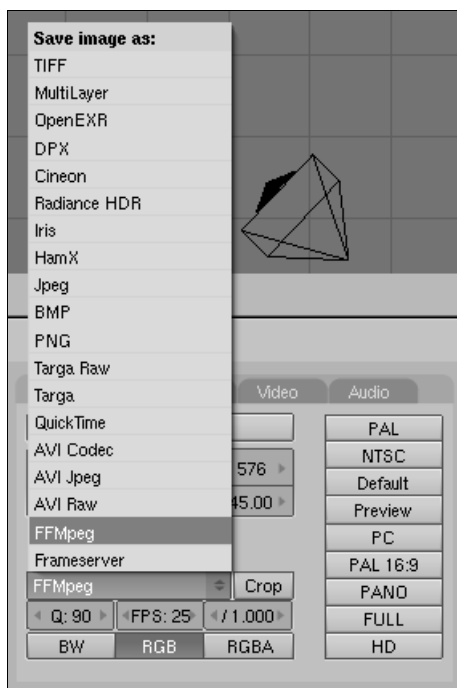 Save image as:
TIFF
MultiLayer
OpenEXR
DPX
Cineon
Radiance HDR
Iris
HamX
Jpeg
BMP
PNG
Targa Raw
Targa
QuickTime
AVI Codec
AVI Jpeg
AVI Raw
FFMpeg
Frameserver
Video
Audio
576
45.00
FFMpeg
Crop
Q: 90
FPS: 25
/ 1.000
BW
RGB
RGBA
PAL
NTSC
Default
Preview
PC
PAL 16:9
PANO
FULL
HD